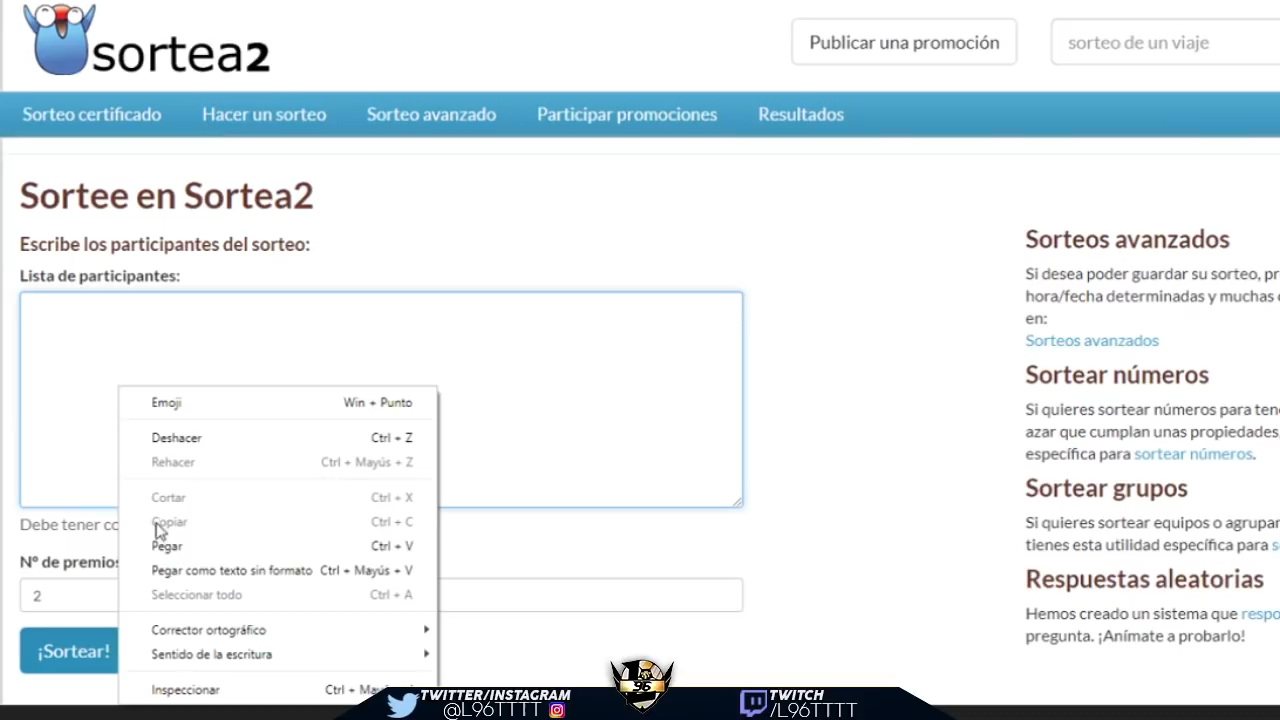 sortea2
Publicar una promoción
sorteo de un viaje
Sorteo certificado
Hacer un sorteo
Sorteo avanzado
Participar promociones
Resultados
Sortee en Sortea2
Escribe los participantes del sorteo:
Lista de participantes:
Debe tener
Nº de premios
2
¡Sortear!
Emoji Win + Punto
Deshacer Ctrl + Z
Rehacer Ctrl + Mayús + Z
Cortar Ctrl + X
Copiar Ctrl + C
Pegar Ctrl + V
Pegar como texto sin formato Ctrl + Mayús + V
Seleccionar todo Ctrl + A
Corrector ortográfico
Sentido de la escritura
Inspeccionar Ctrl +
Sorteos avanzados
Si desea poder guardar su sorteo,
hora/fecha determinadas y muchas
en:
Sorteos avanzados
Sortear números
Si quieres sortear números para
azar que cumplan unas propiedades,
específica para sortear números.
Sortear grupos
Si quieres sortear equipos o
tienes esta utilidad específica para
Respuestas aleatorias
Hemos creado un sistema que
pregunta. ¡Anímate a probarlo!
TWITTER/INSTAGRAM
@L96TTTT
TWITCH
/L96TTTT